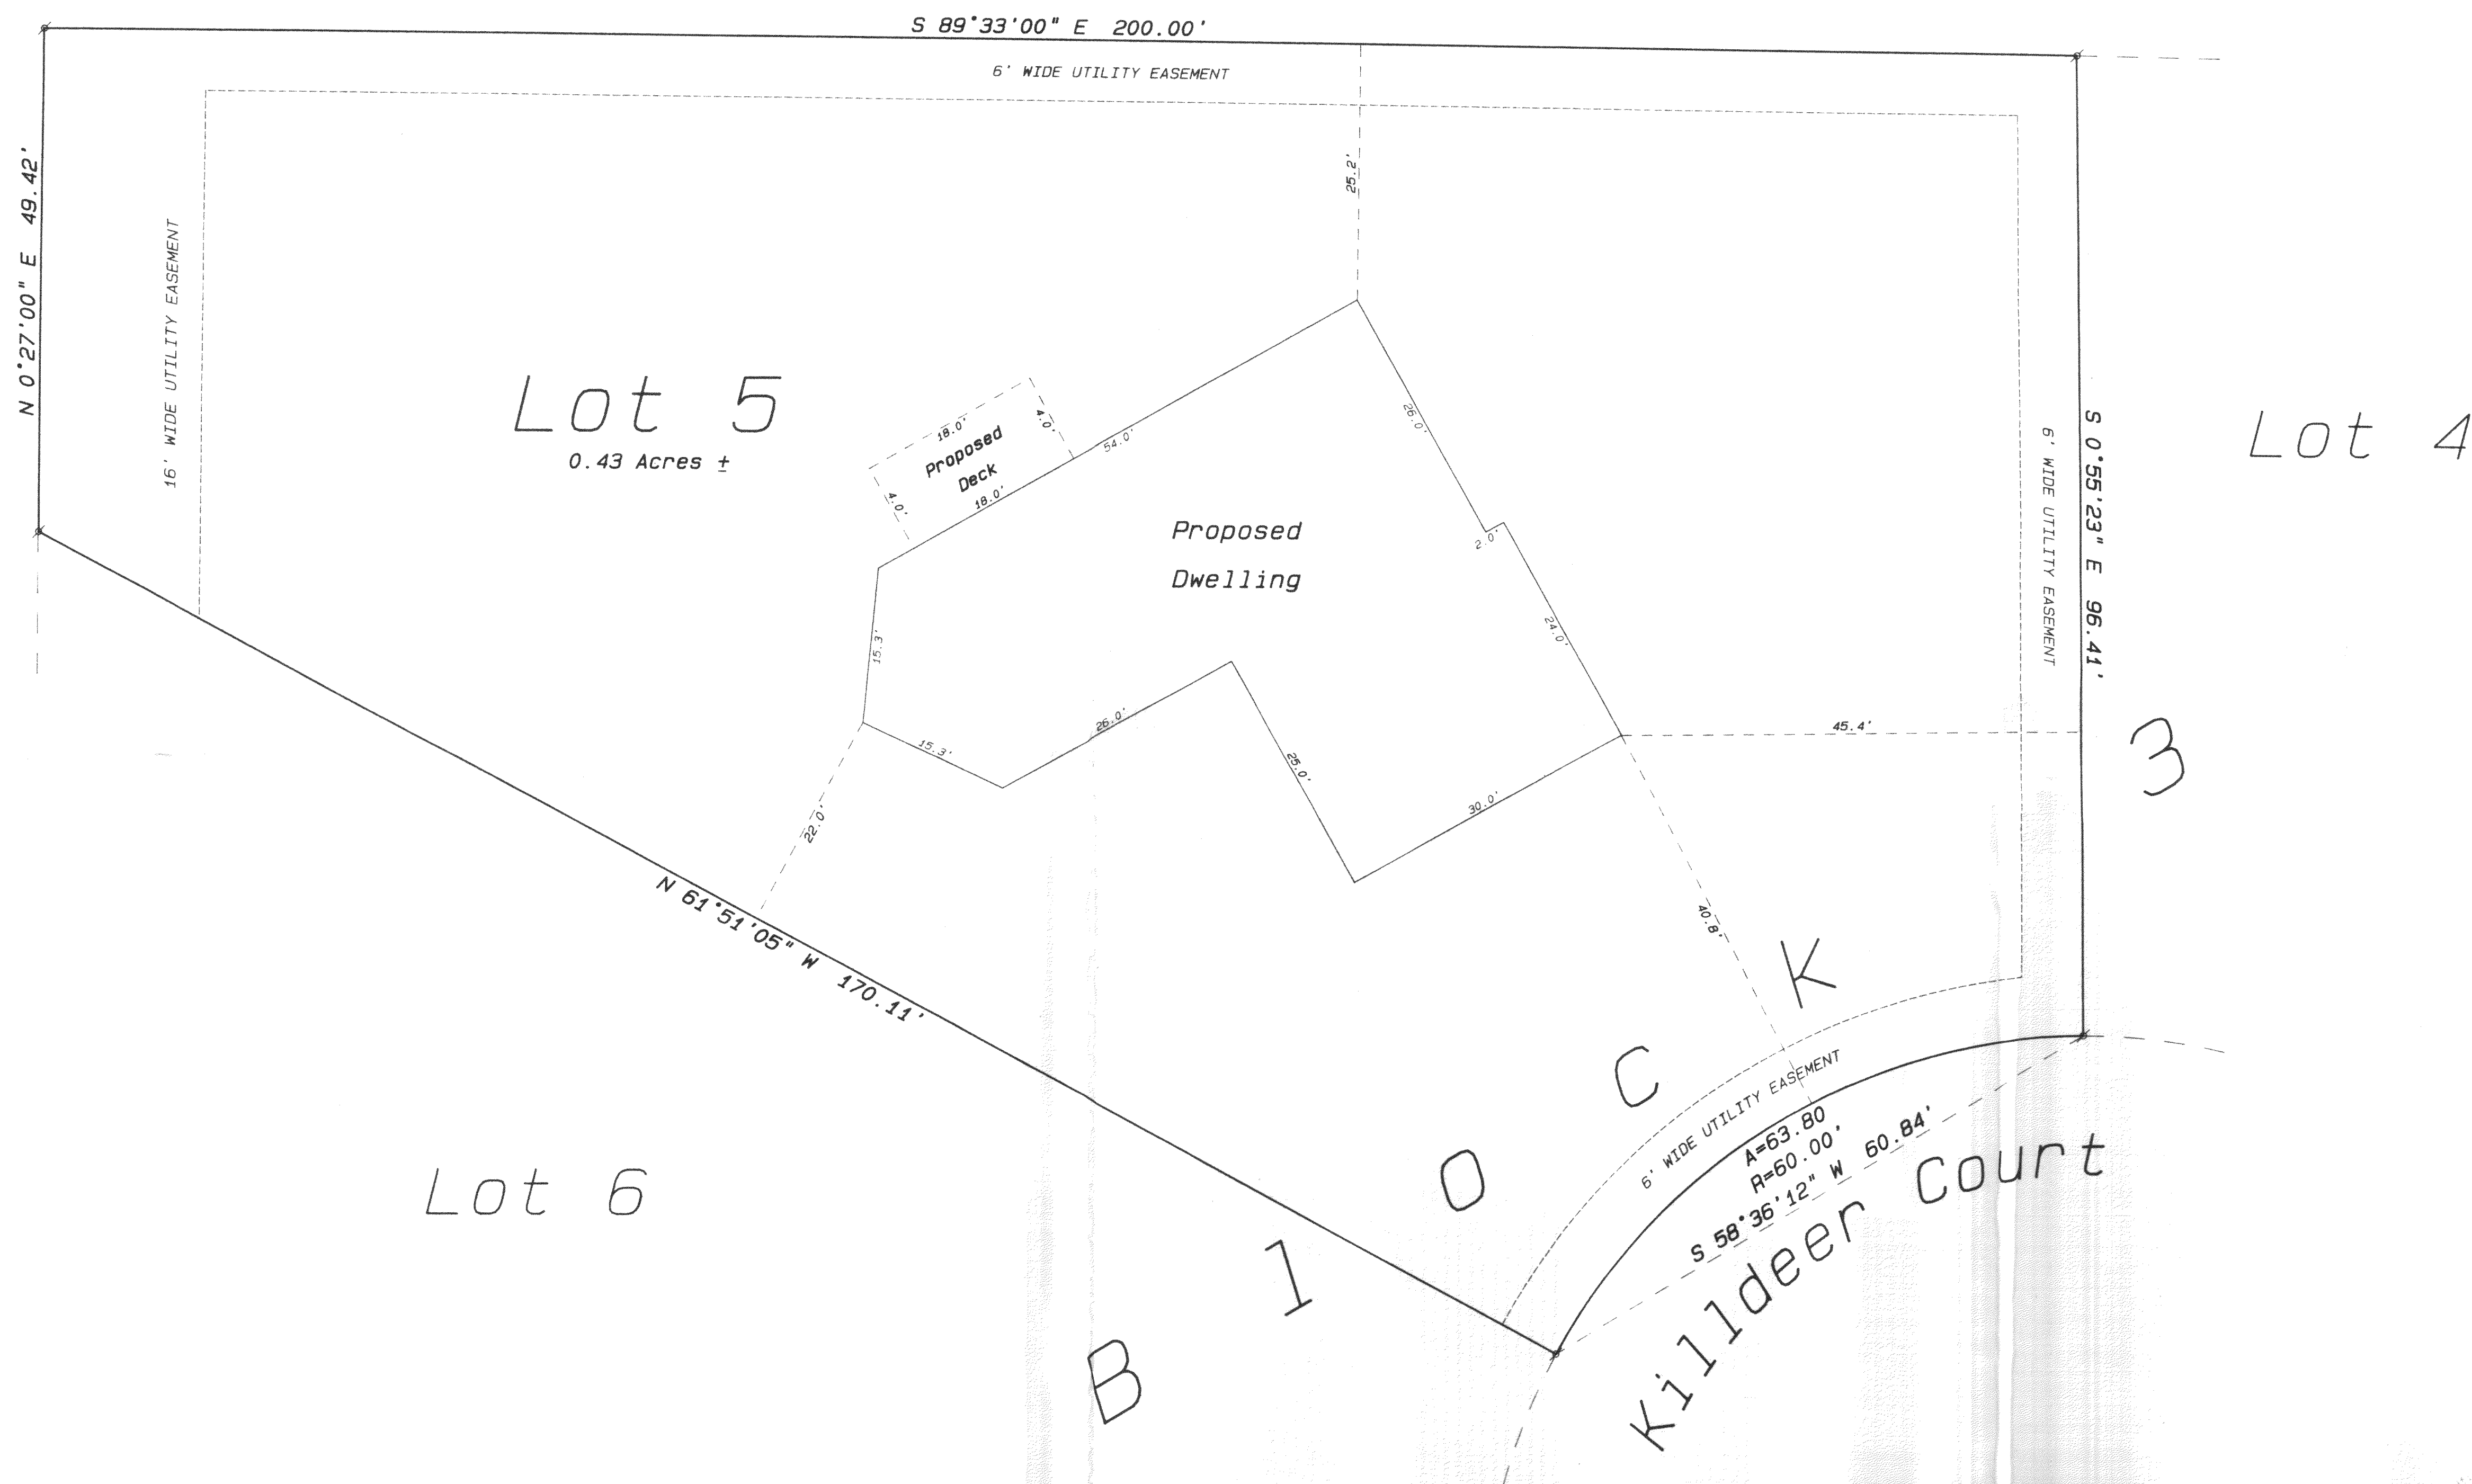 S 89°33'00" E  200.00'
6' WIDE UTILITY EASEMENT
N 0°27'00" E  49.42'
16' WIDE UTILITY EASEMENT
25.2'
Lot 5
0.43 Acres ±
18.0'
4.0'
Proposed
Deck
4.0'
18.0'
54.0'
26.0'
2.0'
Proposed
Dwelling
24.0'
15.3'
15.3'
26.0'
25.0'
30.0'
22.0'
45.4'
40.8'
6' WIDE UTILITY EASEMENT
S 0°55'23" E  96.41'
Lot 4
N 61°51'05" W  170.11'
Lot 6
B l O C K 3
6' WIDE UTILITY EASEMENT
A=63.80
R=60.00'
S 58°36'12" W  60.84'
Killdeer Court